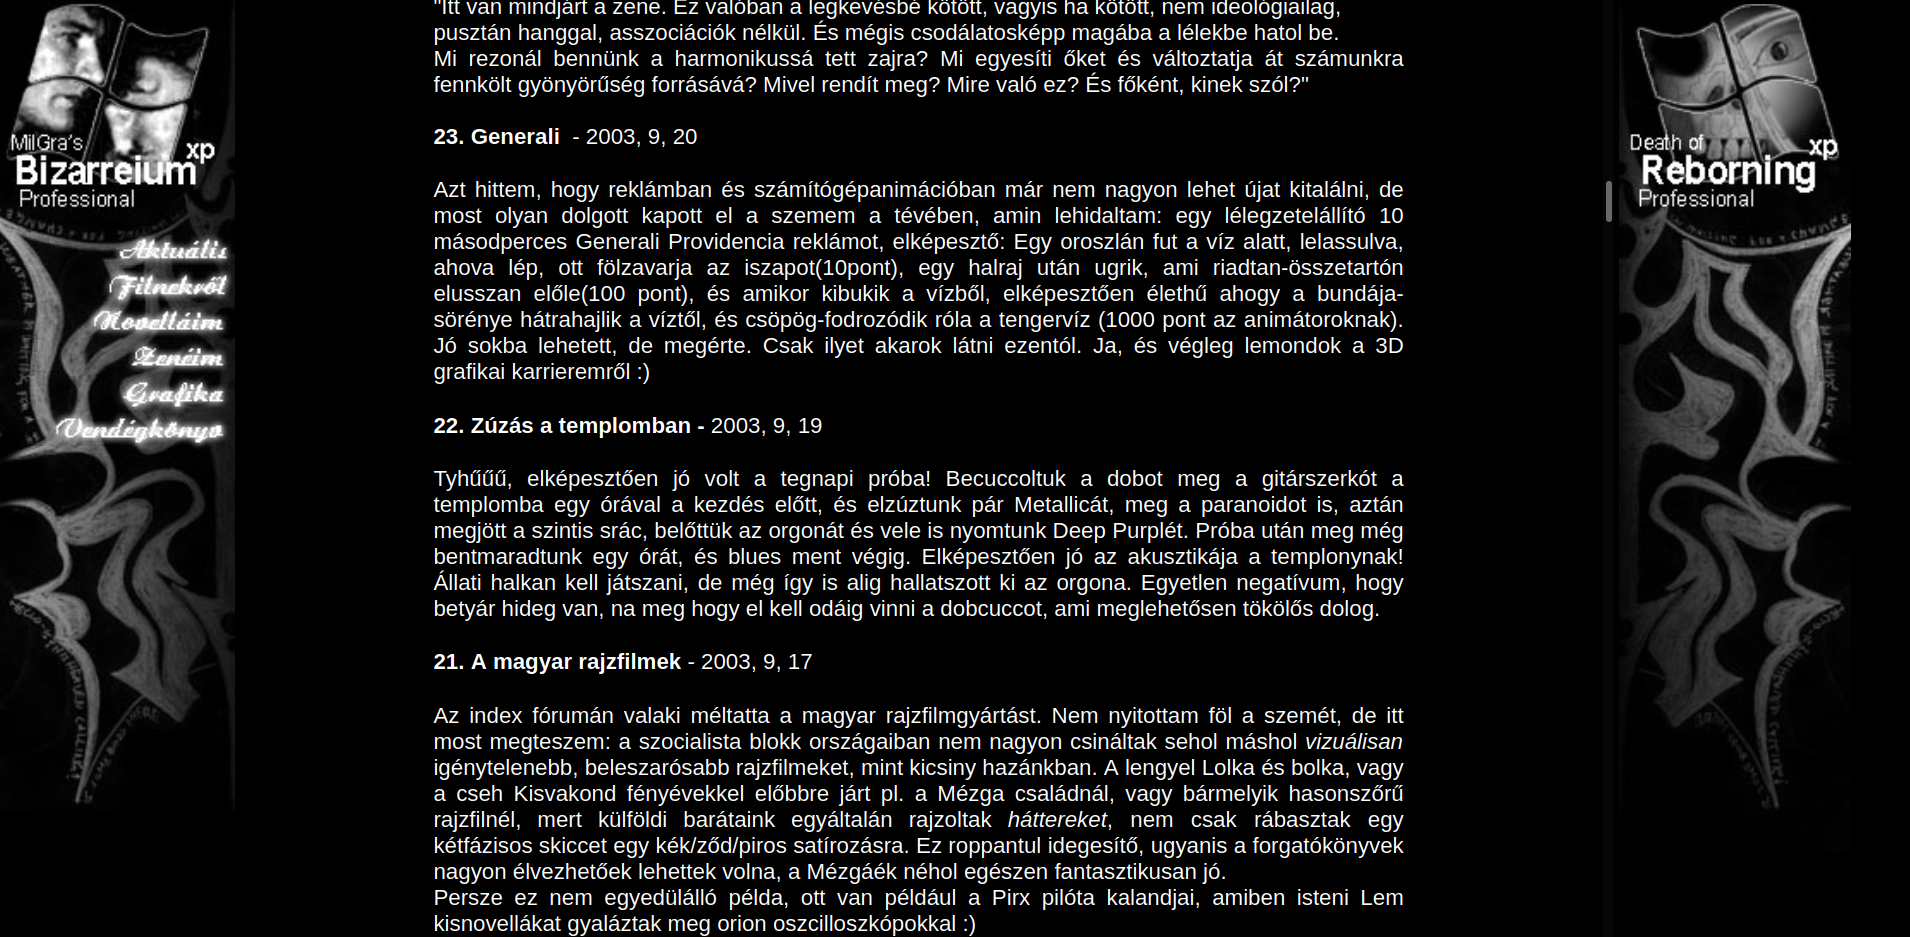 "Itt van mindjárt a zene. Ez valóban a legkevésbé kötött, vagyis ha kötött, nem ideológiailag,
pusztán hanggal, asszociációk nélkül. És mégis csodálatosképp magába a lélekbe hatol be.
Mi rezonál bennünk a harmonikussá tett zajra? Mi egyesíti őket és változtatja át számunkra
fennkölt gyönyörűség forrásává? Mivel rendít meg? Mire való ez? És főként, kinek szól?"
23. Generali - 2003, 9, 20
Azt hittem, hogy reklámban és számítógépanimációban már nem nagyon lehet újat kitalálni, de
most olyan dolgott kapott el a szemem a tévében, amin lehidaltam: egy lélegzetelállító 10
másodperces Generali Providencia reklámot, elképesztő: Egy oroszlán fut a víz alatt, lelassulva,
ahova lép, ott fölzavarja az iszapot(10pont), egy halraj után ugrik, ami riadtan-összetartón
elusszan előle(100 pont), és amikor kibukik a vízből, elképesztően élethű ahogy a bundája-
sörénye hátrahajlik a víztől, és csöpög-fodrozódik róla a tengervíz (1000 pont az animátoroknak).
Jó sokba lehetett, de megérte. Csak ilyet akarok látni ezentól. Ja, és végleg lemondok a 3D
grafikai karrieremről :)
22. Zúzás a templomban - 2003, 9, 19
Tyhűűű, elképesztően jó volt a tegnapi próba! Becuccoltuk a dobot meg a gitárszerkót a
templomba egy órával a kezdés előtt, és elzúztunk pár Metallicát, meg a paranoidot is, aztán
megjött a szintis srác, belőttük az orgonát és vele is nyomtunk Deep Purplét. Próba után meg még
bentmaradtunk egy órát, és blues ment végig. Elképesztően jó az akusztikája a templonynak!
Állati halkan kell játszani, de még így is alig hallatszott ki az orgona. Egyetlen negatívum, hogy
betyár hideg van, na meg hogy el kell odáig vinni a dobcuccot, ami meglehetősen tökölős dolog.
21. A magyar rajzfilmek - 2003, 9, 17
Az index fórumán valaki méltatta a magyar rajzfilmgyártást. Nem nyitottam föl a szemét, de itt
most megteszem: a szocialista blokk országaiban nem nagyon csináltak sehol máshol vizuálisan
igénytelenebb, beleszarósabb rajzfilmeket, mint kicsiny hazánkban. A lengyel Lolka és bolka, vagy
a cseh Kisvakond fényévekkel előbbre járt pl. a Mézga családnál, vagy bármelyik hasonszőrű
rajzfilnél, mert külföldi barátaink egyáltalán rajzoltak háttereket, nem csak rábasztak egy
kétfázisos skiccet egy kék/ződ/piros satírozásra. Ez roppantul idegesítő, ugyanis a forgatókönyvek
nagyon élvezhetőek lehettek volna, a Mézgáék néhol egészen fantasztikusan jó.
Persze ez nem egyedülálló példa, ott van például a Pirx pilóta kalandjai, amiben isteni Lem
kisnovellákat gyaláztak meg orion oszcilloszkópokkal :)
MilGra's
Bizarreium xp
Professional
Aktuális
Filmekről
Novelláim
Zenéim
Grafika
Vendégkönyv
Death of
Reborning xp
Professional